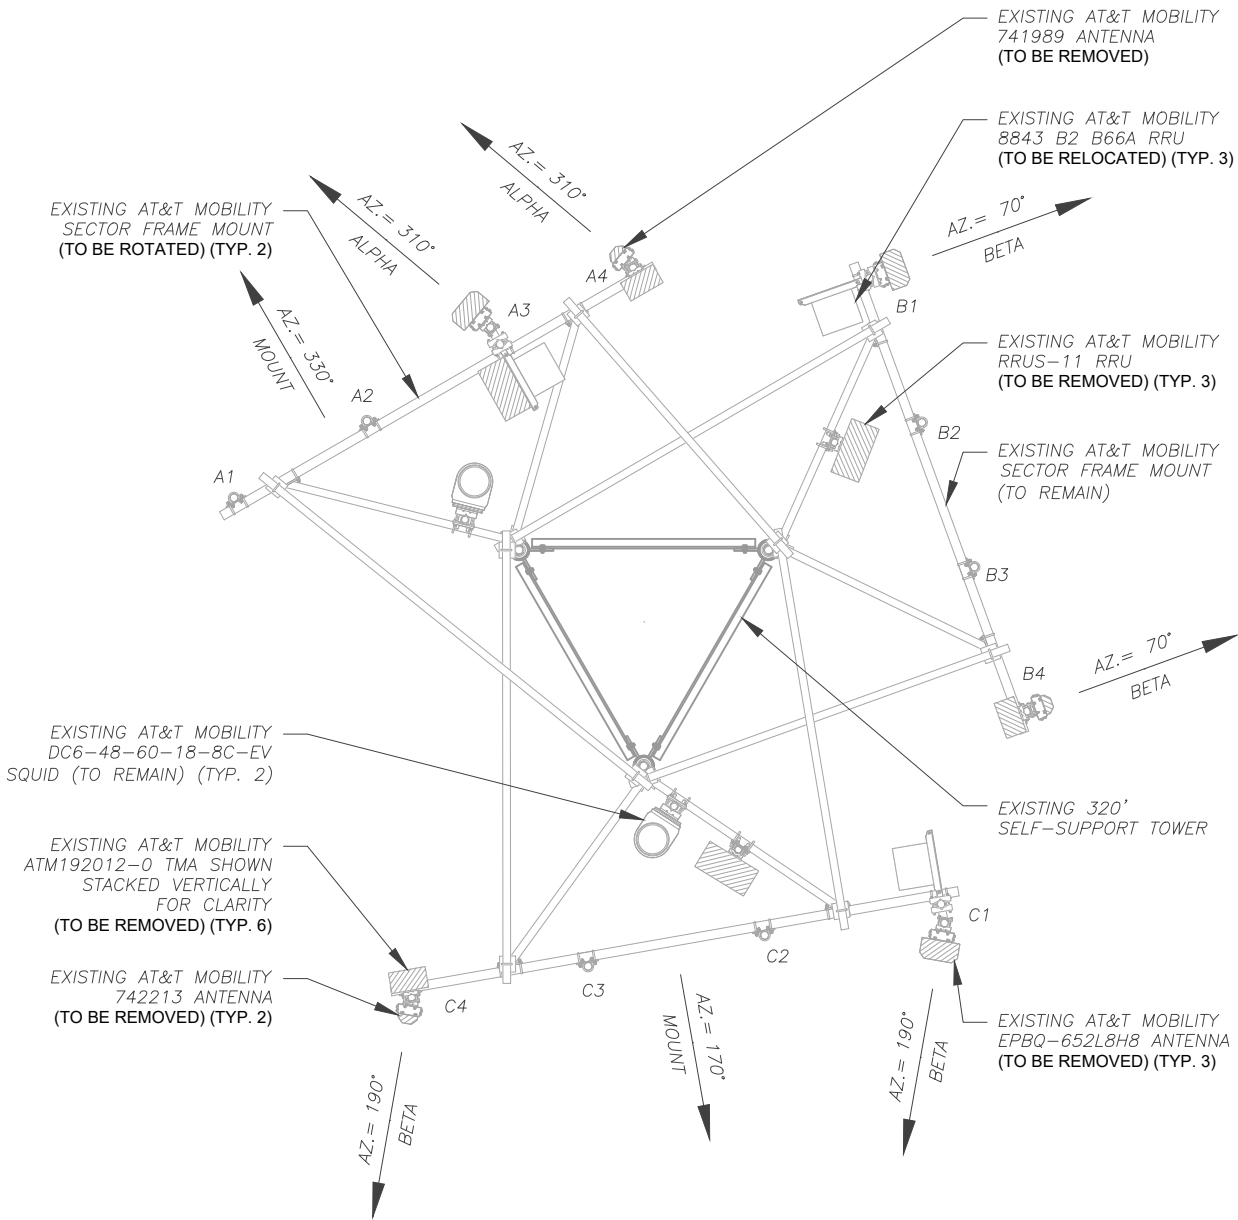 EXISTING AT&T MOBILITY
741989 ANTENNA
(TO BE REMOVED)
EXISTING AT&T MOBILITY
8843 B2 B66A RRU
(TO BE RELOCATED) (TYP. 3)
AZ.= 310°
ALPHA
AZ.= 310°
ALPHA
EXISTING AT&T MOBILITY
SECTOR FRAME MOUNT
(TO BE ROTATED) (TYP. 2)
AZ.= 70°
BETA
A4
A3
B1
AZ.= 330°
MOUNT
EXISTING AT&T MOBILITY
RRUS-11 RRU
(TO BE REMOVED) (TYP. 3)
A2
B2
EXISTING AT&T MOBILITY
SECTOR FRAME MOUNT
(TO REMAIN)
A1
B3
AZ.= 70°
BETA
B4
EXISTING AT&T MOBILITY
DC6-48-60-18-8C-EV
SQUID (TO REMAIN) (TYP. 2)
EXISTING 320'
SELF-SUPPORT TOWER
EXISTING AT&T MOBILITY
ATM192012-0 TMA SHOWN
STACKED VERTICALLY
FOR CLARITY
(TO BE REMOVED) (TYP. 6)
C1
C2
C3
C4
EXISTING AT&T MOBILITY
742213 ANTENNA
(TO BE REMOVED) (TYP. 2)
EXISTING AT&T MOBILITY
EPBQ-652L8H8 ANTENNA
(TO BE REMOVED) (TYP. 3)
AZ.= 170°
MOUNT
AZ.= 190°
BETA
AZ.= 190°
BETA